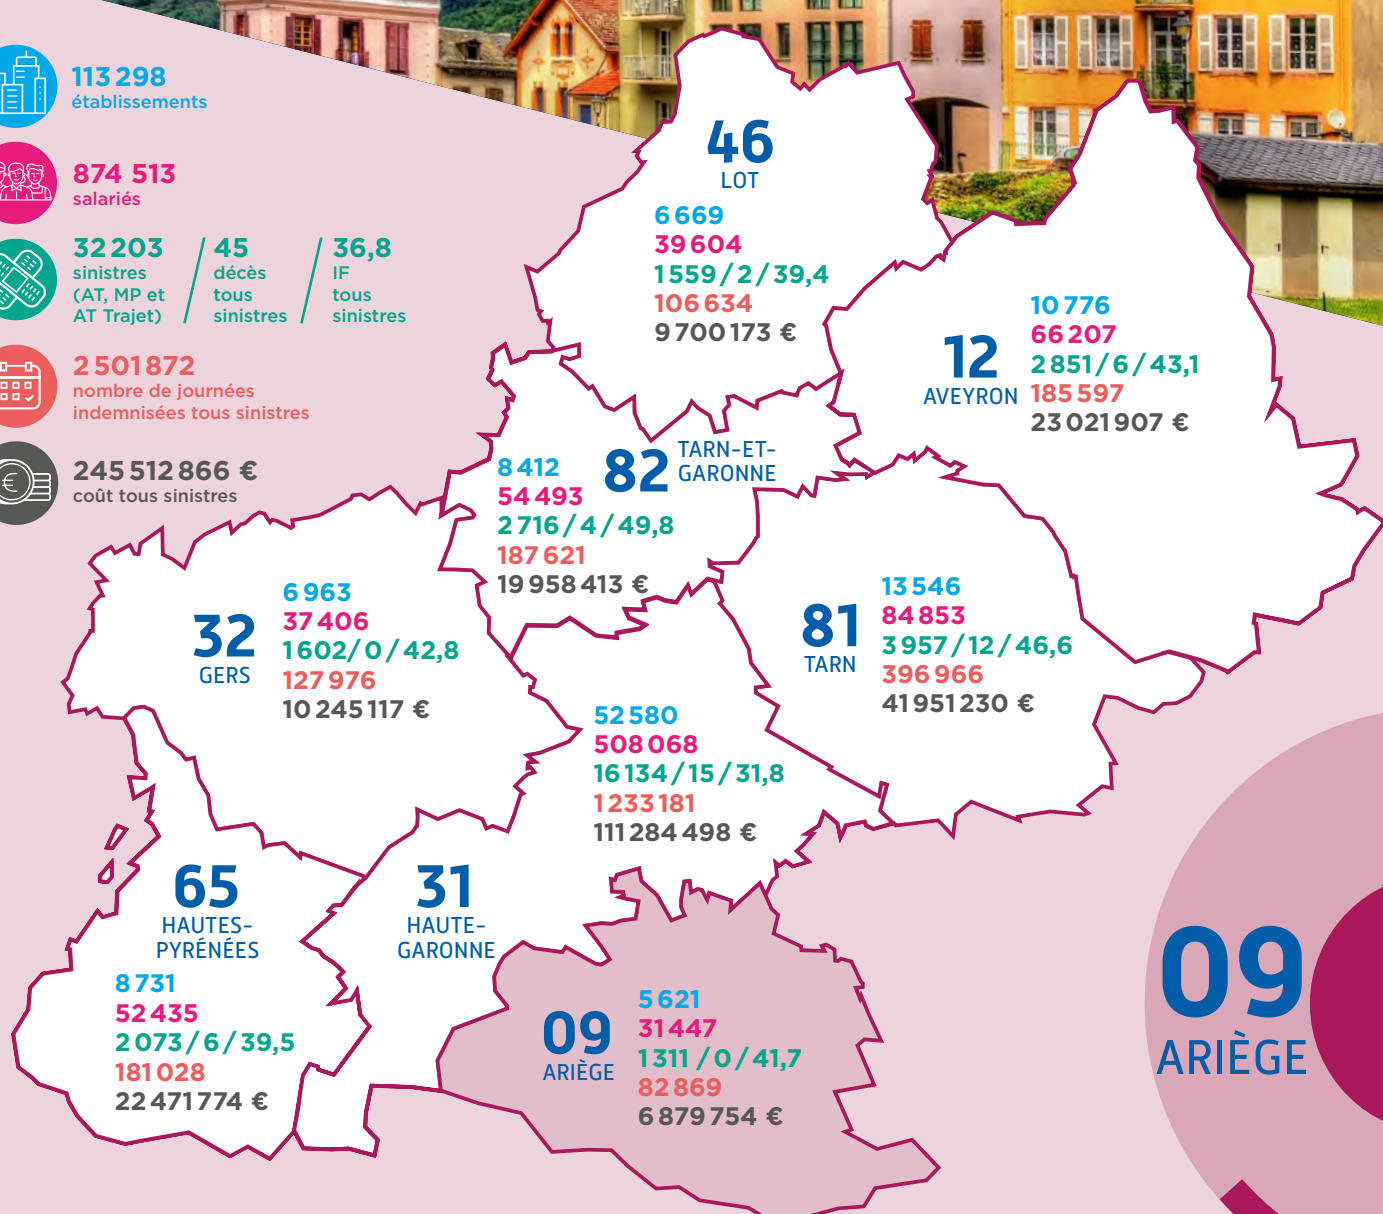 113 298
établissements
874 513
salariés
32 203
sinistres
(AT, MP et
AT Trajet)
45
décès
tous
sinistres
36,8
IF
tous
sinistres
2 501 872
nombre de journées
indemnisées tous sinistres
245 512 866 €
coût tous sinistres
46
LOT
6 669
39 604
1 559 / 2 / 39,4
106 634
9 700 173 €
12
AVEYRON
10 776
66 207
2 851 / 6 / 43,1
185 597
23 021 907 €
82
TARN-ET-
GARONNE
8 412
54 493
2 716 / 4 / 49,8
187 621
19 958 413 €
32
GERS
6 963
37 406
1 602/ 0 / 42,8
127 976
10 245 117 €
81
TARN
13 546
84 853
3 957 / 12 / 46,6
396 966
41 951 230 €
31
HAUTE-
GARONNE
52 580
508 068
16 134 / 15 / 31,8
1 233 181
111 284 498 €
65
HAUTES-
PYRÉNÉES
8 731
52 435
2 073 / 6 / 39,5
181 028
22 471 774 €
09
ARIÈGE
5 621
31 447
1 311 / 0 / 41,7
82 869
6 879 754 €
09
ARIÈGE